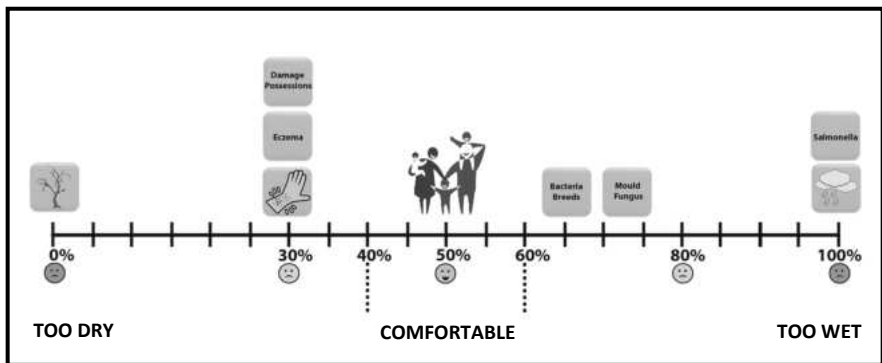 Damage
Possessions
Eczema
Salmonella
Bacteria
Breeds
Mould
Fungus
0% 30% 40% 50% 60% 80% 100%
TOO DRY COMFORTABLE TOO WET